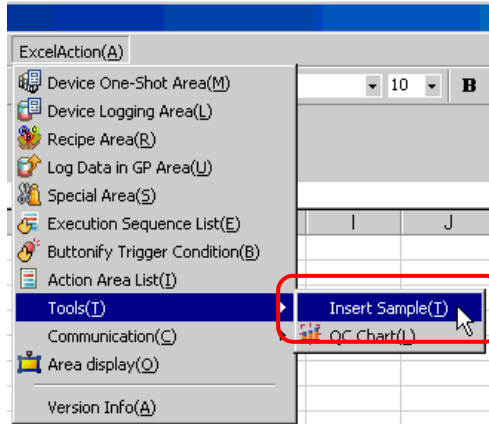 ExcelAction(A)
10 B
Device One-Shot Area(M)
Device Logging Area(L)
Recipe Area(R)
Log Data in GP Area(U)
Special Area(S)
Execution Sequence List(E)
I J
Buttonify Trigger Condition(B)
Action Area List(I)
Tools(T)
Insert Sample(T)
Communication(C)
QC Chart(L)
Area display(O)
Version Info(A)